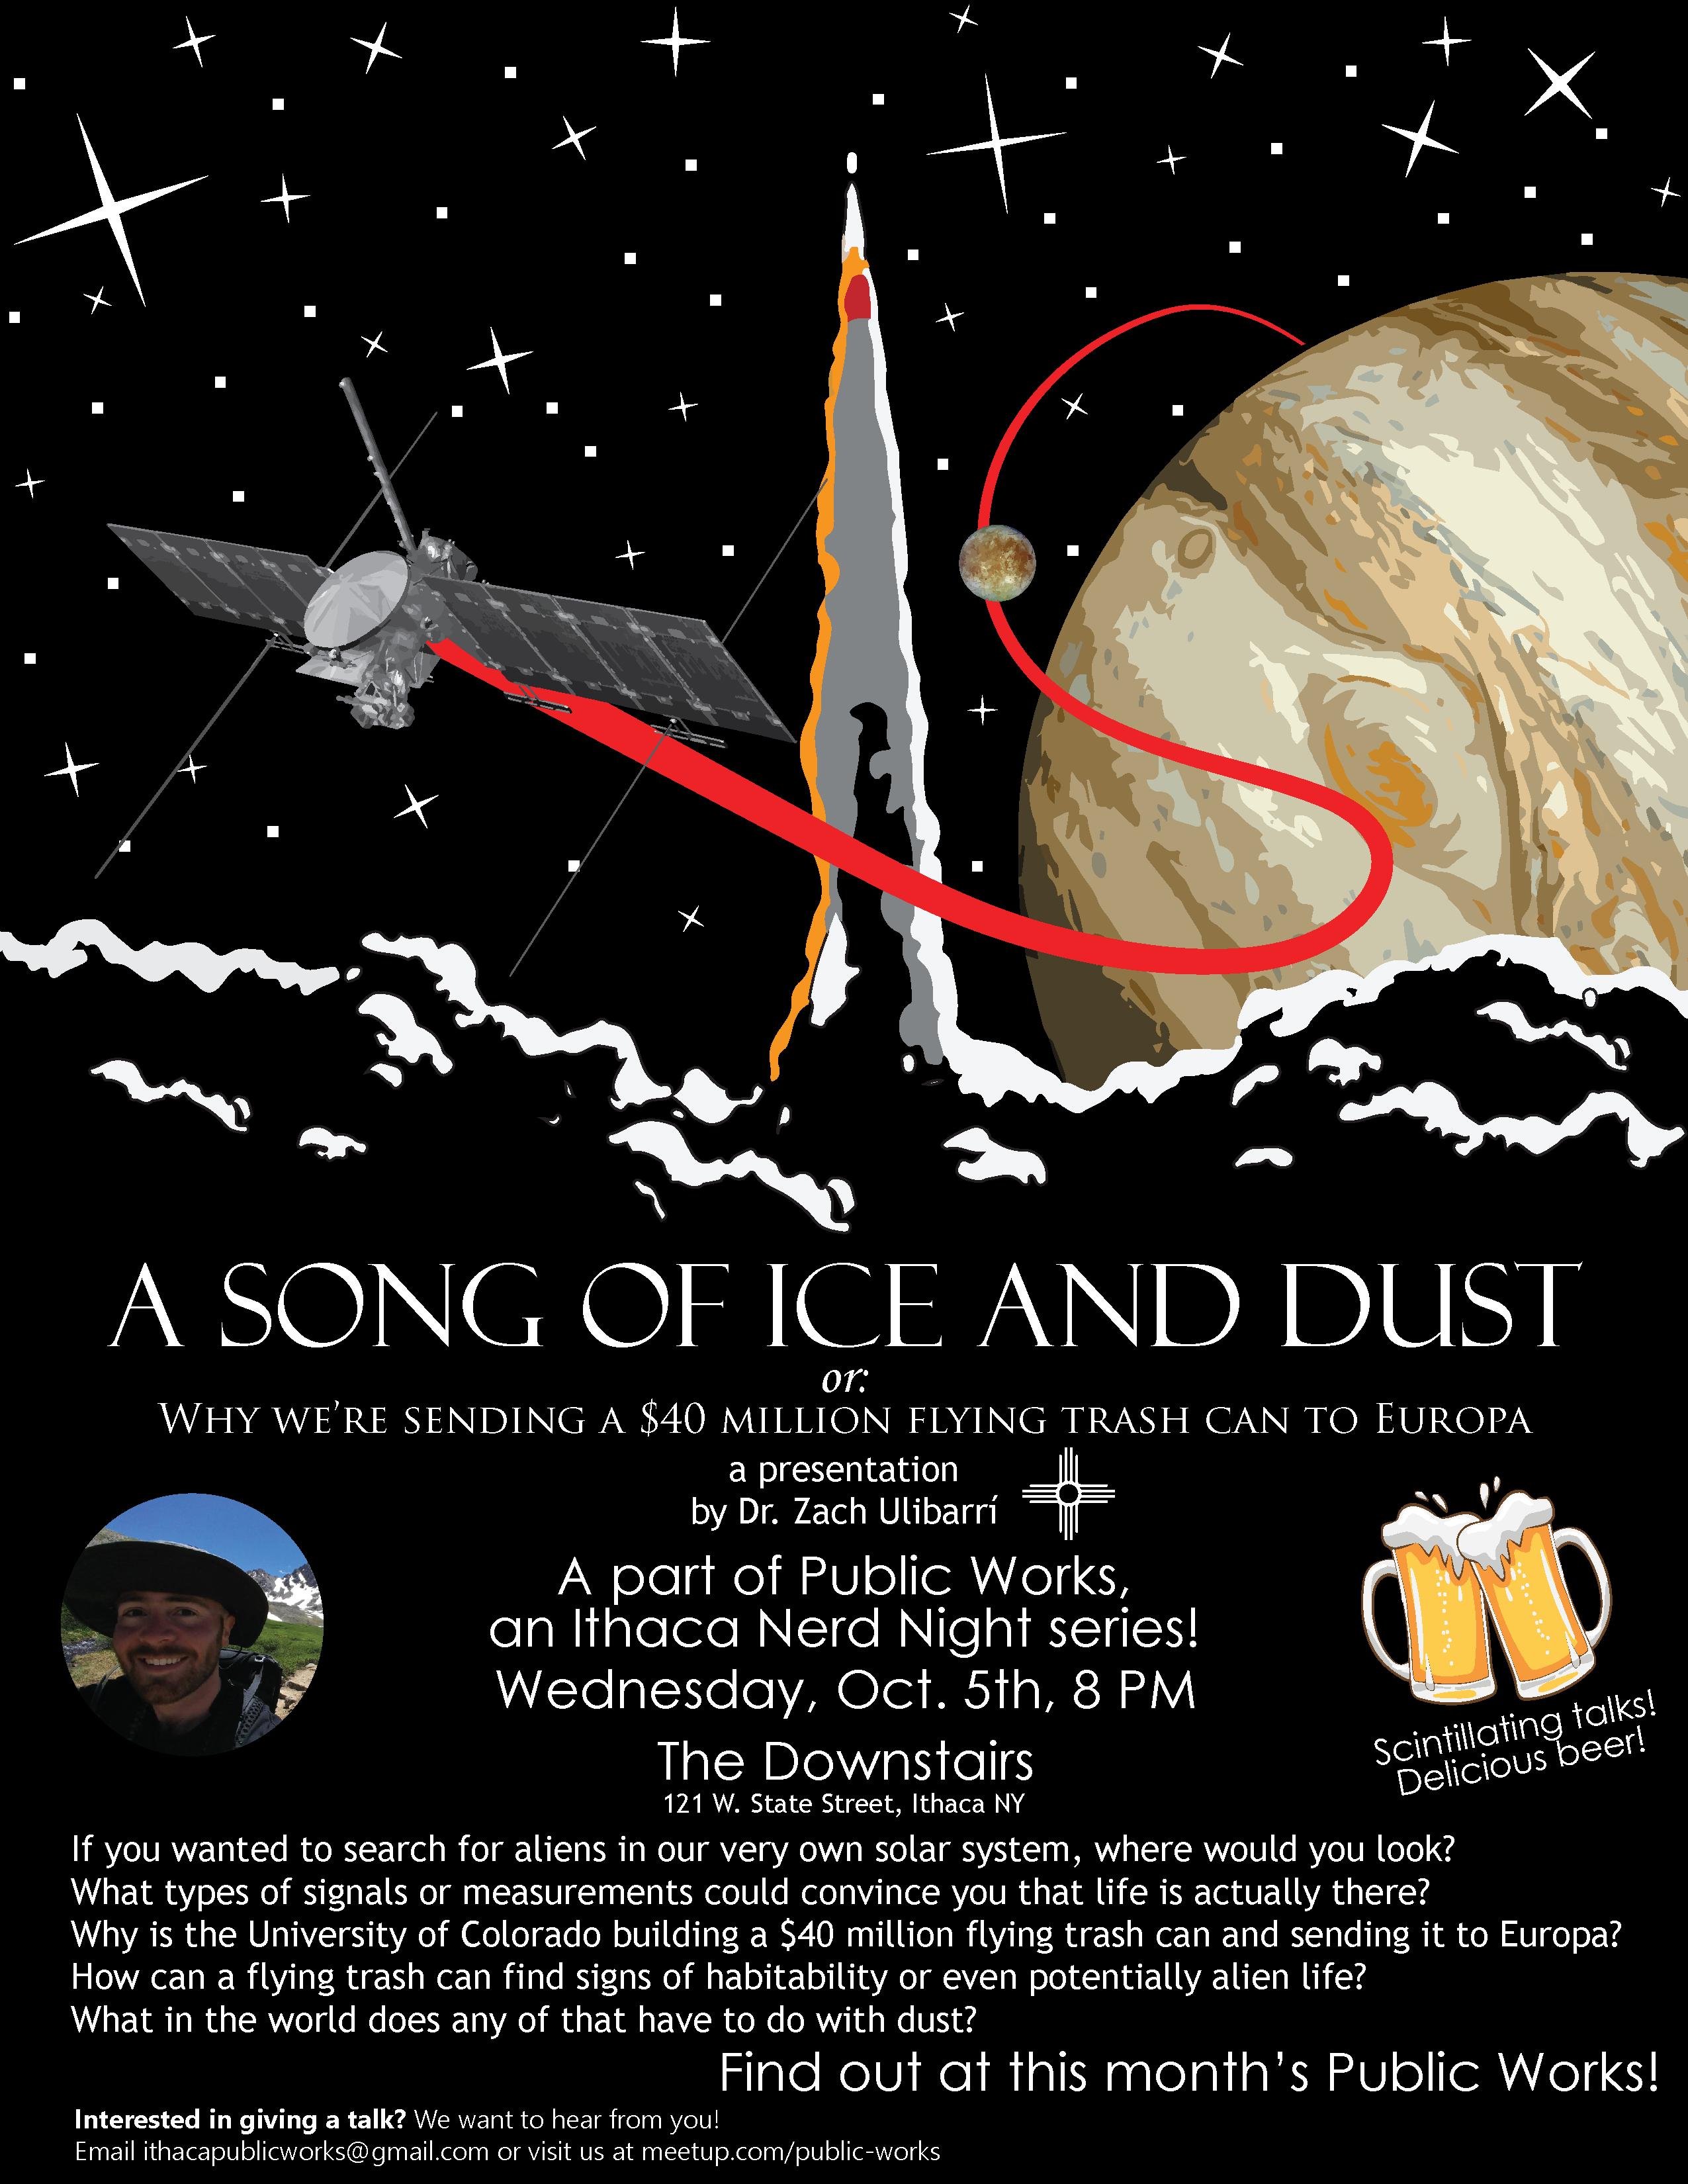 A SONG OF ICE AND DUST
or:
WHY WE'RE SENDING A $40 MILLION FLYING TRASH CAN TO EUROPA
a presentation
by Dr. Zach Ulibarrí
A part of Public Works,
an Ithaca Nerd Night series!
Wednesday, Oct. 5th, 8 PM
The Downstairs
121 W. State Street, Ithaca NY
Scintillating talks!
Delicious beer!
If you wanted to search for aliens in our very own solar system, where would you look?
What types of signals or measurements could convince you that life is actually there?
Why is the University of Colorado building a $40 million flying trash can and sending it to Europa?
How can a flying trash can find signs of habitability or even potentially alien life?
What in the world does any of that have to do with dust?
Find out at this month's Public Works!
Interested in giving a talk? We want to hear from you!
Email ithacapublicworks@gmail.com or visit us at meetup.com/public-works